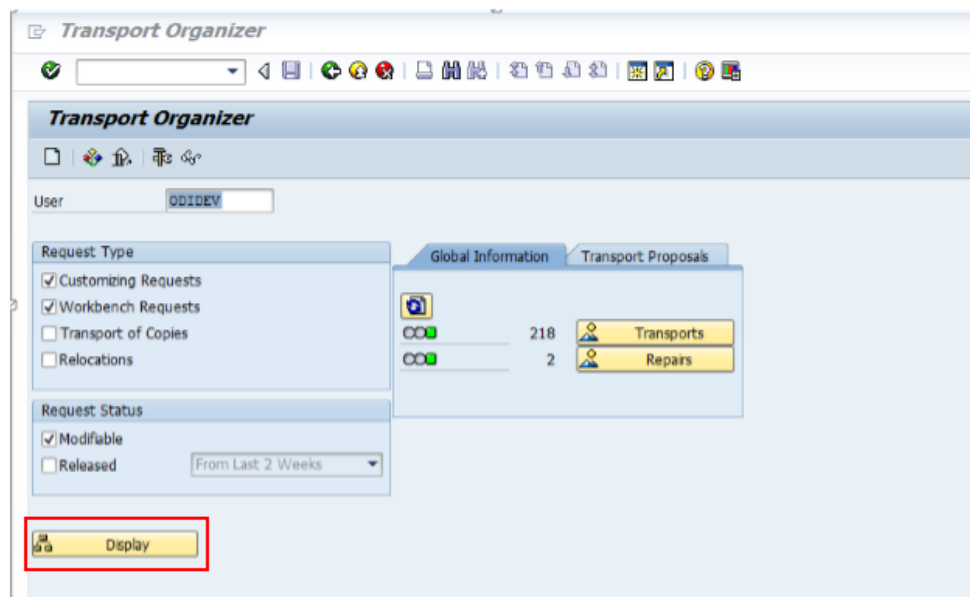 Transport Organizer
Transport Organizer
User ODIDEV
Request Type
Customizing Requests
Workbench Requests
Transport of Copies
Relocations
Global Information Transport Proposals
218 Transports
2 Repairs
Request Status
Modifiable
Released From Last 2 Weeks
Display